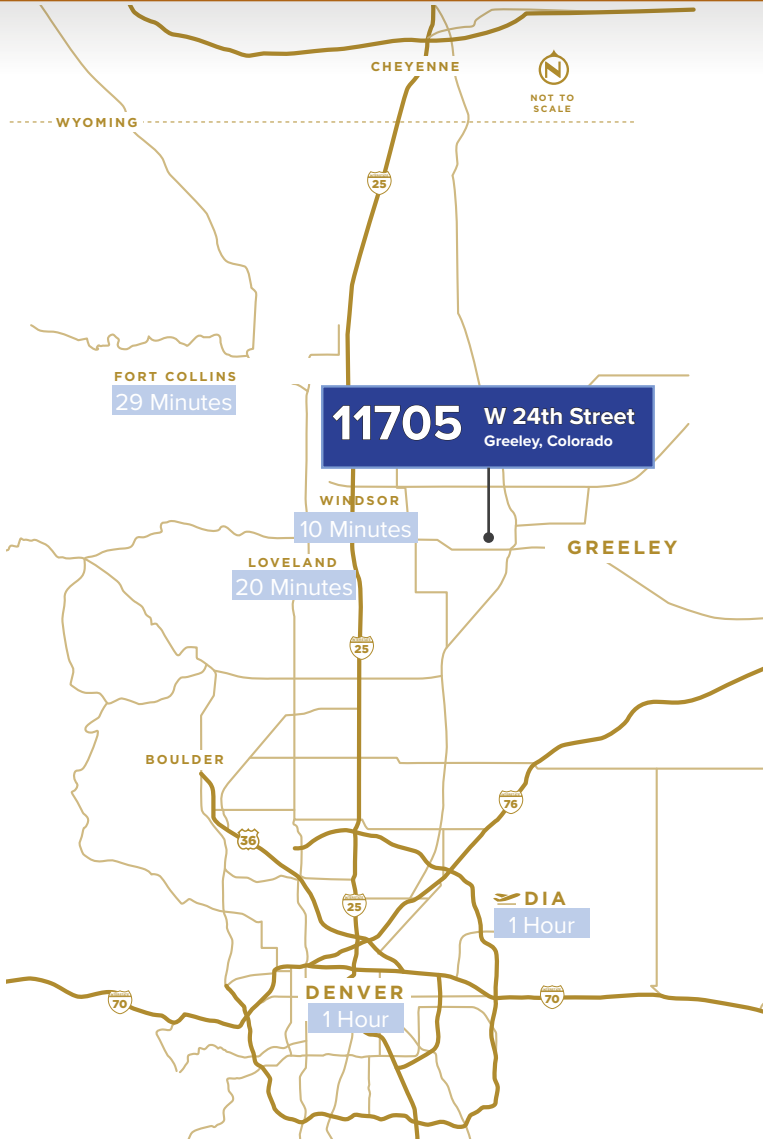 CHEYENNE
N
NOT TO
SCALE
WYOMING
25
FORT COLLINS
29 Minutes
11705
W 24th Street
Greeley, Colorado
WINDSOR
10 Minutes
GREELEY
LOVELAND
20 Minutes
25
BOULDER
76
36
DIA
25
1 Hour
DENVER
70
70
1 Hour